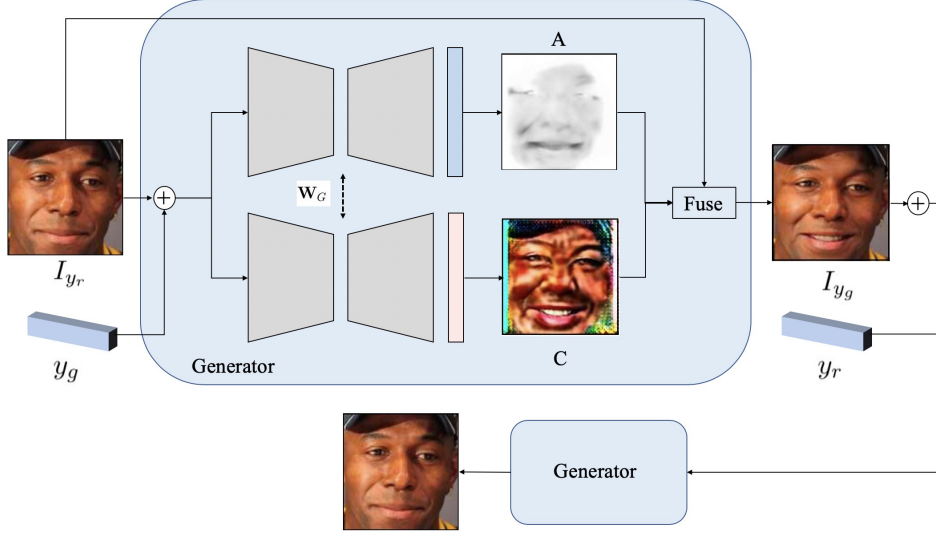 A
W_G
Fuse
I_{y_r}
y_g
Generator
C
I_{y_g}
y_r
Generator